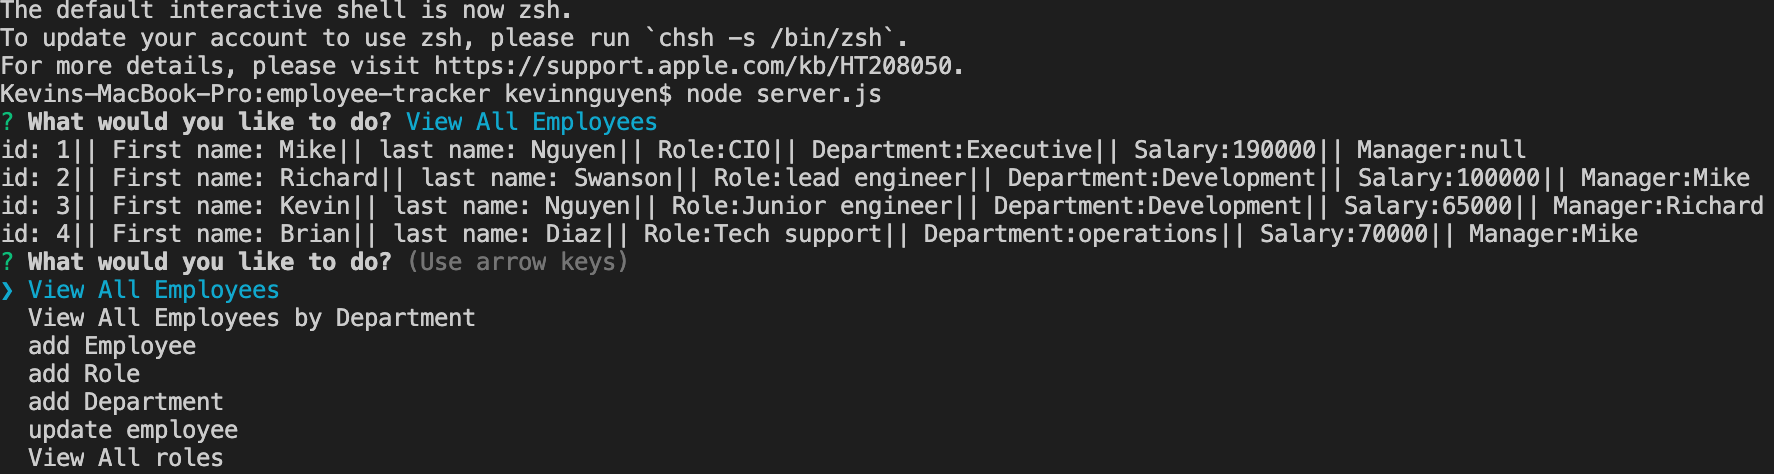 The default interactive shell is now zsh.
To update your account to use zsh, please run `chsh -s /bin/zsh`.
For more details, please visit https://support.apple.com/kb/HT208050.
Kevins-MacBook-Pro:employee-tracker kevinnguyen$ node server.js
? What would you like to do? View All Employees
id: 1|| First name: Mike|| last name: Nguyen|| Role:CIO|| Department:Executive|| Salary:190000|| Manager:null
id: 2|| First name: Richard|| last name: Swanson|| Role:lead engineer|| Department:Development|| Salary:100000|| Manager:Mike
id: 3|| First name: Kevin|| last name: Nguyen|| Role:Junior engineer|| Department:Development|| Salary:65000|| Manager:Richard
id: 4|| First name: Brian|| last name: Diaz|| Role:Tech support|| Department:operations|| Salary:70000|| Manager:Mike
? What would you like to do? (Use arrow keys)
❯ View All Employees
  View All Employees by Department
  add Employee
  add Role
  add Department
  update employee
  View All roles